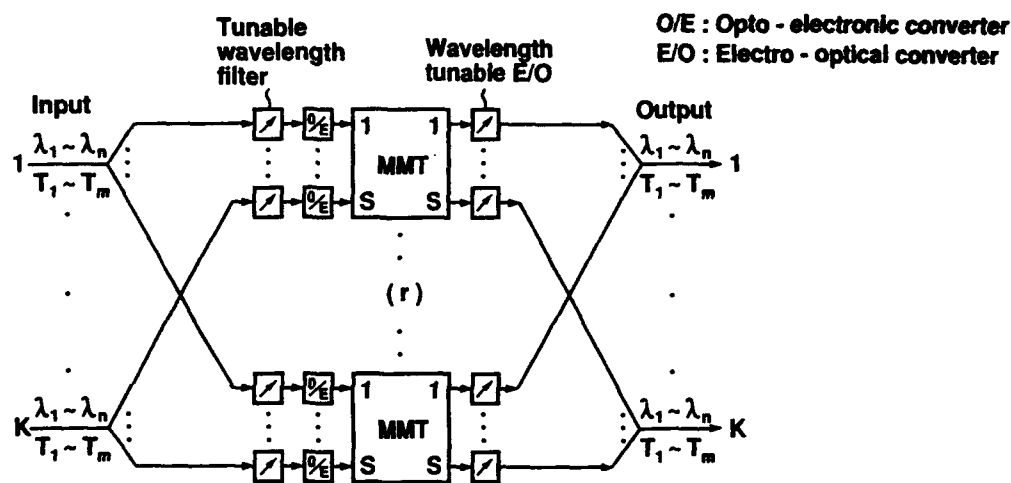 O/E : Opto - electronic converter
E/O : Electro - optical converter
Tunable
wavelength
filter
Wavelength
tunable E/O
Input
Output
1 λ₁ ~ λₙ
T₁ ~ Tₘ
O/E
1 1
MMT
S S
O/E
λ₁ ~ λₙ 1
T₁ ~ Tₘ
( r )
K λ₁ ~ λₙ
T₁ ~ Tₘ
O/E
1 1
MMT
S S
O/E
λ₁ ~ λₙ K
T₁ ~ Tₘ